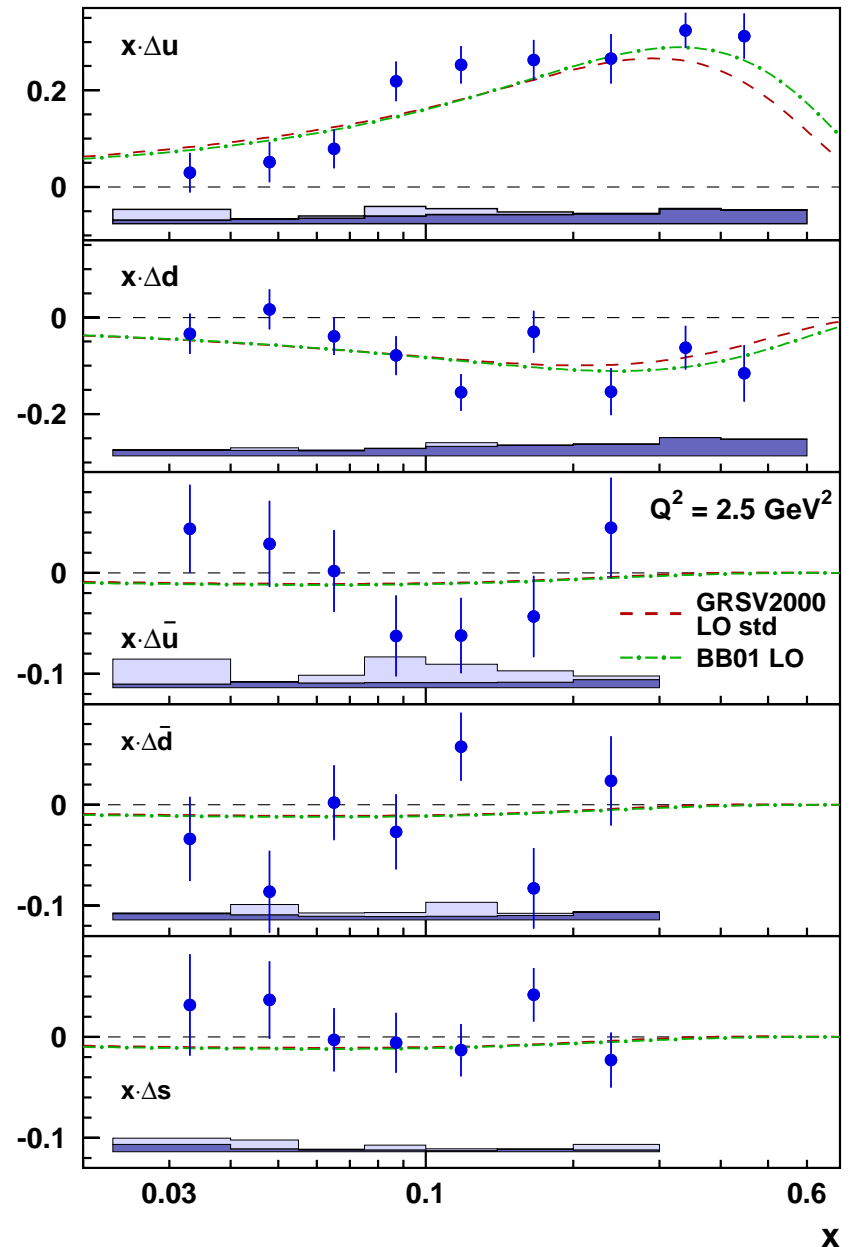 x·Δu
0.2
0
x·Δd
0
-0.2
Q² = 2.5 GeV²
0
GRSV2000
LO std
x·Δū
BB01 LO
-0.1
x·Δd̄
0
-0.1
0
x·Δs
-0.1
0.03 0.1 0.6
x